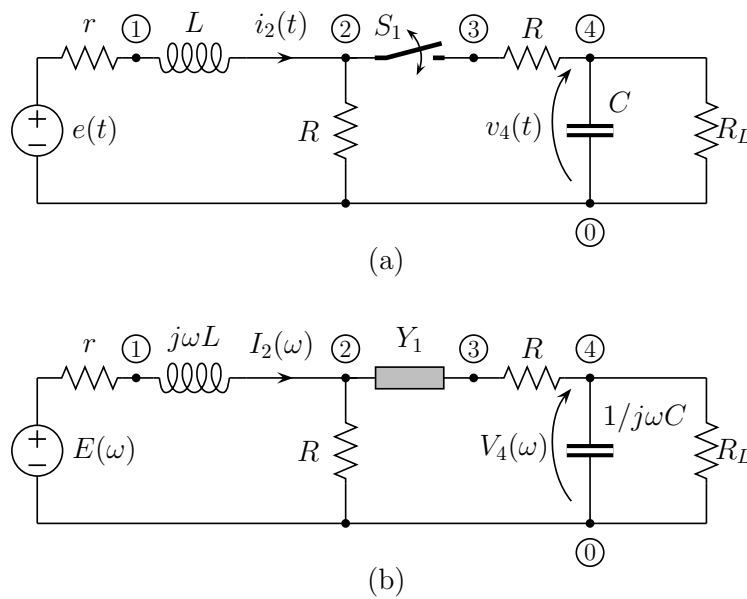 r ① L i₂(t) ② S₁ ③ R ④
+
− e(t) R v₄(t) C R_L
⓪
(a)
r ① jωL I₂(ω) ② Y₁ ③ R ④
+
− E(ω) R V₄(ω) 1/jωC R_L
⓪
(b)